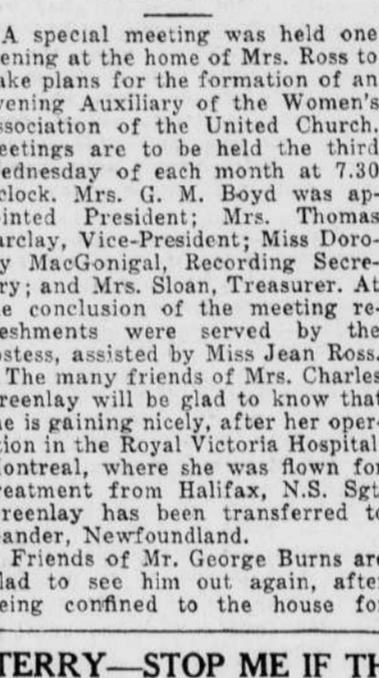 A special meeting was held one
ening at the home of Mrs. Ross to
ake plans for the formation of an
vening Auxiliary of the Women's
ssociation of the United Church.
eetings are to be held the third
ednesday of each month at 7.30
clock. Mrs. G. M. Boyd was ap-
ointed President; Mrs. Thomas
arclay, Vice-President; Miss Doro-
y MacGonigal, Recording Secre-
ry; and Mrs. Sloan, Treasurer. At
e conclusion of the meeting re-
eshments were served by the
ostess, assisted by Miss Jean Ross.
The many friends of Mrs. Charles
reenlay will be glad to know that
he is gaining nicely, after her oper-
tion in the Royal Victoria Hospital
ontreal, where she was flown for
reatment from Halifax, N.S. Sgt
reenlay has been transferred to
ander, Newfoundland.
Friends of Mr. George Burns are
lad to see him out again, after
eing confined to the house for
TERRY—STOP ME IF TH